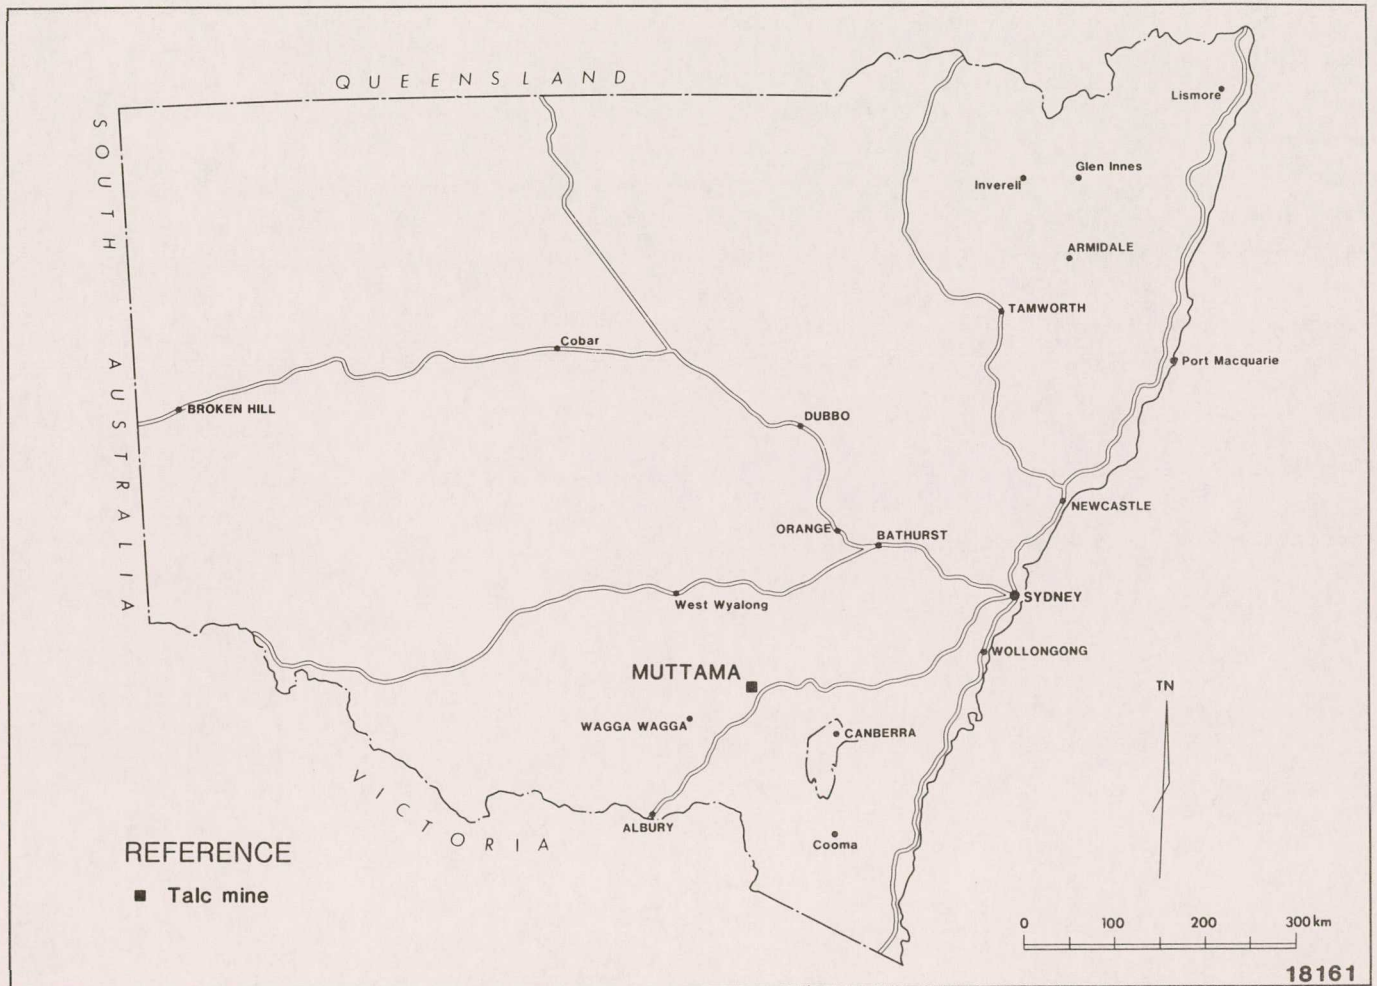 QUEENSLAND
Lismore
SOUTH AUSTRALIA
Glen Innes
Inverell
ARMIDALE
TAMWORTH
Cobar
Port Macquarie
BROKEN HILL
DUBBO
NEWCASTLE
ORANGE
BATHURST
SYDNEY
West Wyalong
WOLLONGONG
MUTTAMA
TN
WAGGA WAGGA
CANBERRA
VICTORIA
ALBURY
Cooma
REFERENCE
Talc mine
0 100 200 300 km
18161